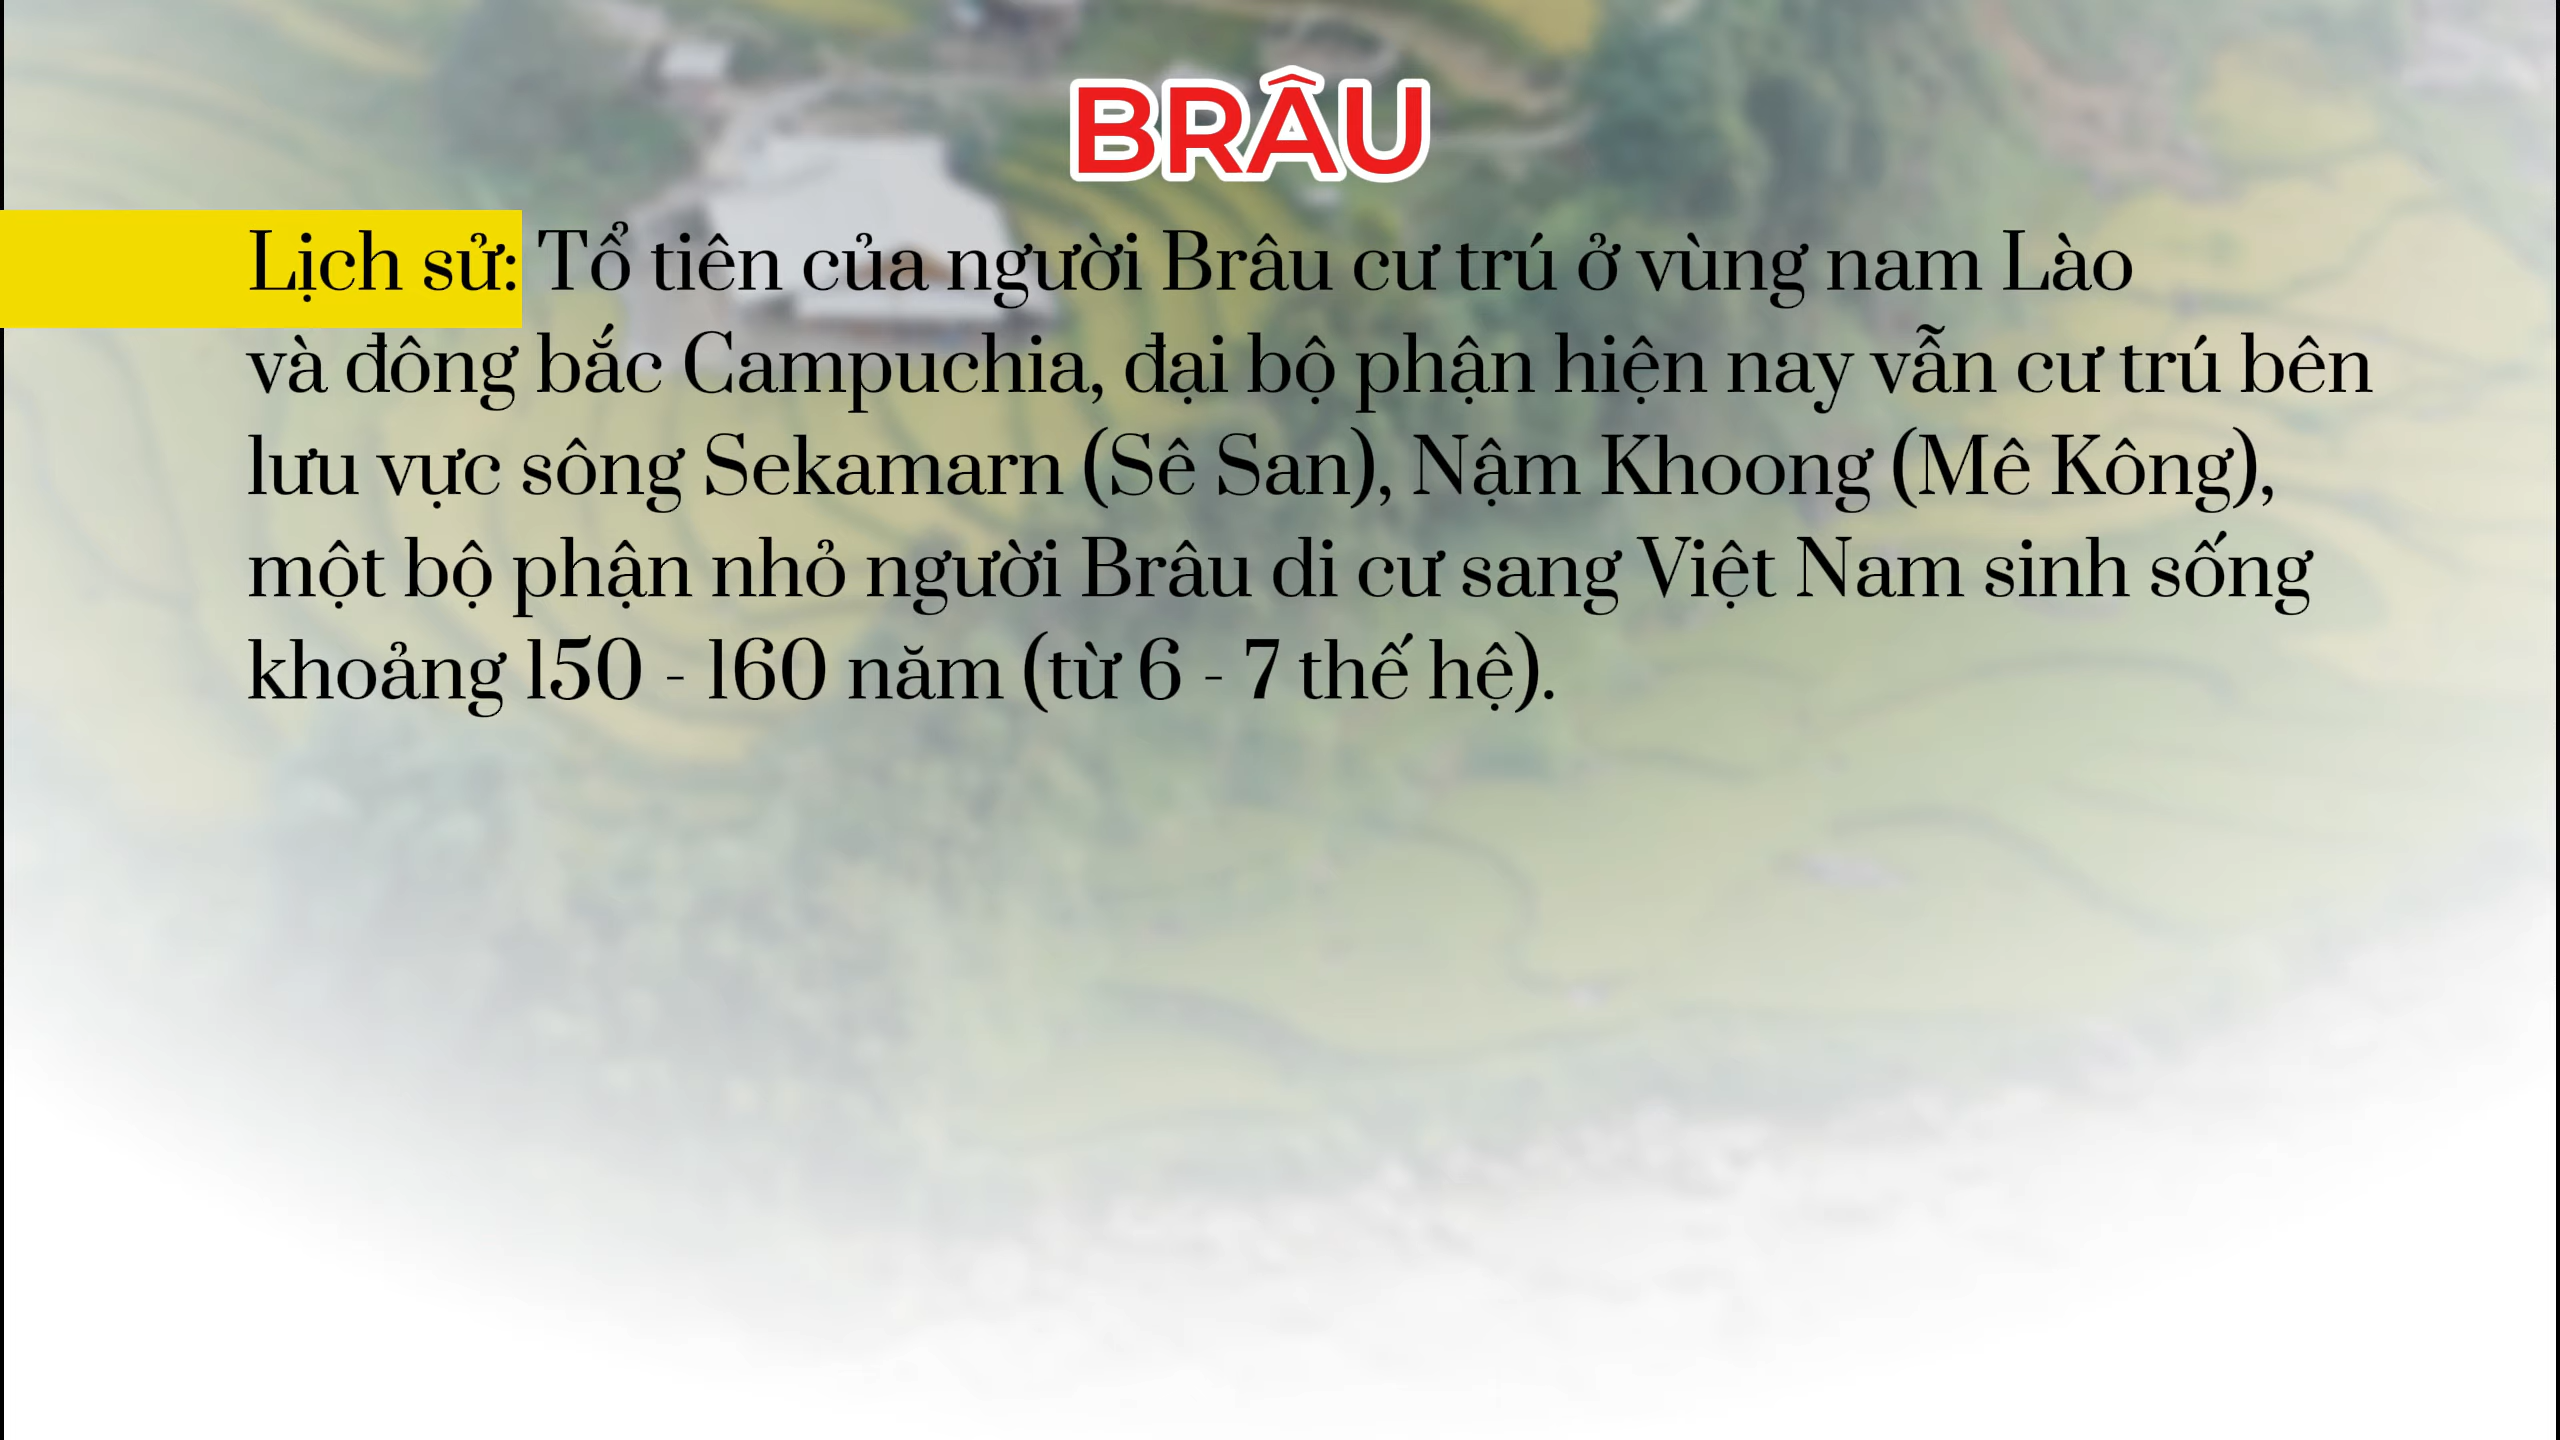 BRÂU
Lịch sử: Tổ tiên của người Brâu cư trú ở vùng nam Lào
và đông bắc Campuchia, đại bộ phận hiện nay vẫn cư trú bên
lưu vực sông Sekamarn (Sê San), Nậm Khoong (Mê Kông),
một bộ phận nhỏ người Brâu di cư sang Việt Nam sinh sống
khoảng 150 - 160 năm (từ 6 - 7 thế hệ).